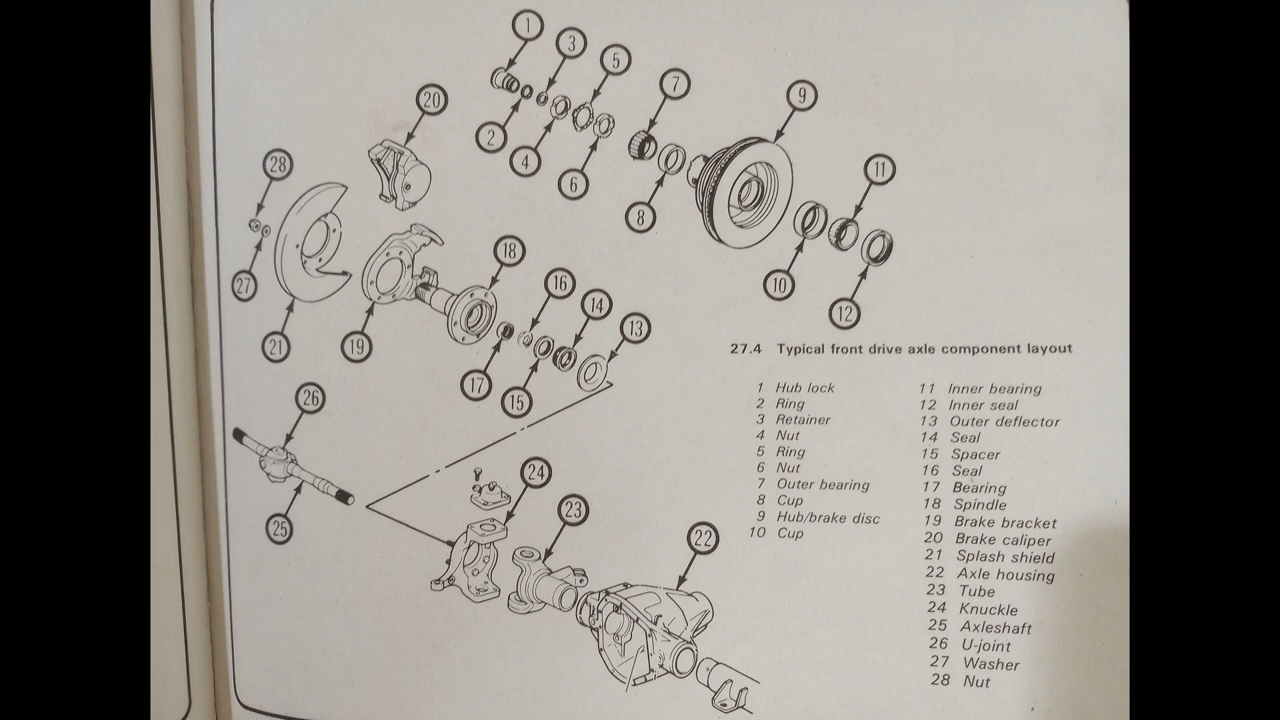 1
3
5
7
9
20
2
4
6
28
11
8
18
27
16
10
14
12
13
21
19
17
15
26
24
23
25
22
27.4 Typical front drive axle component layout
1 Hub lock
2 Ring
3 Retainer
4 Nut
5 Ring
6 Nut
7 Outer bearing
8 Cup
9 Hub/brake disc
10 Cup
11 Inner bearing
12 Inner seal
13 Outer deflector
14 Seal
15 Spacer
16 Seal
17 Bearing
18 Spindle
19 Brake bracket
20 Brake caliper
21 Splash shield
22 Axle housing
23 Tube
24 Knuckle
25 Axleshaft
26 U-joint
27 Washer
28 Nut